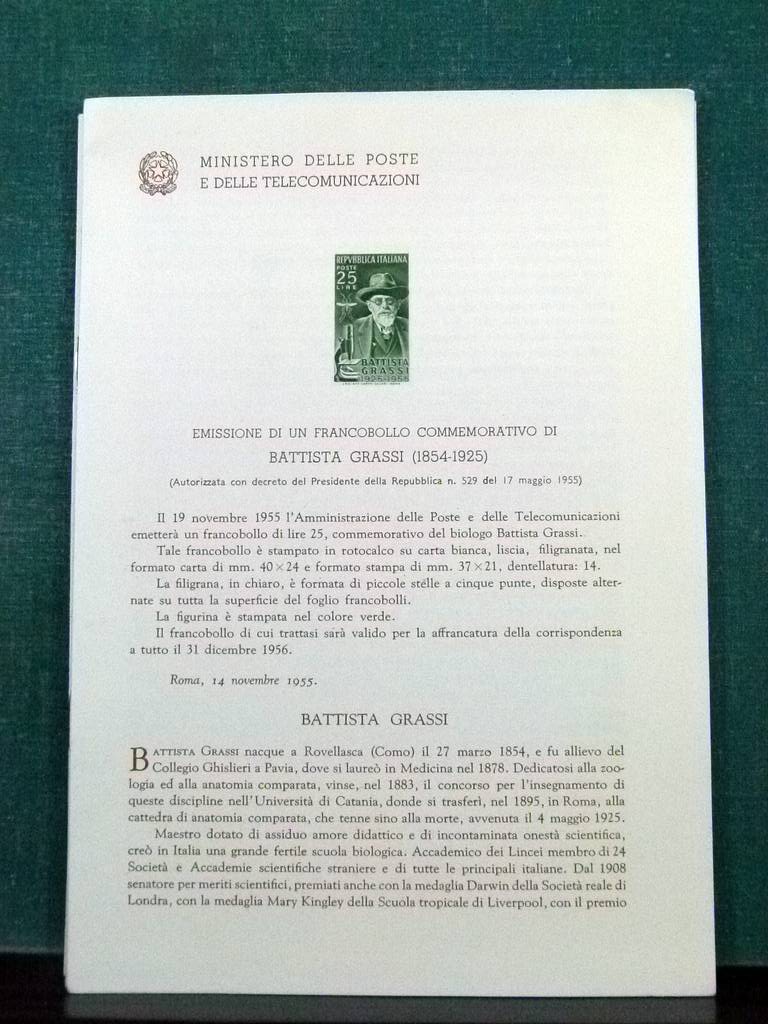 MINISTERO DELLE POSTE
E DELLE TELECOMUNICAZIONI
REPVBBLICA ITALIANA
POSTE
25
LIRE
BATTISTA
GRASSI
1925-1955
EMISSIONE DI UN FRANCOBOLLO COMMEMORATIVO DI
BATTISTA GRASSI (1854-1925)
(Autorizzata con decreto del Presidente della Repubblica n. 529 del 17 maggio 1955)
Il 19 novembre 1955 l'Amministrazione delle Poste e delle Telecomunicazioni
emetterà un francobollo di lire 25, commemorativo del biologo Battista Grassi.
Tale francobollo è stampato in rotocalco su carta bianca, liscia, filigranata, nel
formato carta di mm. 40×24 e formato stampa di mm. 37×21, dentellatura: 14.
La filigrana, in chiaro, è formata di piccole stelle a cinque punte, disposte alter-
nate su tutta la superficie del foglio francobolli.
La figurina è stampata nel colore verde.
Il francobollo di cui trattasi sarà valido per la affrancatura della corrispondenza
a tutto il 31 dicembre 1956.
Roma, 14 novembre 1955.
BATTISTA GRASSI
BATTISTA GRASSI nacque a Rovellasca (Como) il 27 marzo 1854, e fu allievo del
Collegio Ghislieri a Pavia, dove si laureò in Medicina nel 1878. Dedicatosi alla zoo-
logia ed alla anatomia comparata, vinse, nel 1883, il concorso per l'insegnamento di
queste discipline nell'Università di Catania, donde si trasferì, nel 1895, in Roma, alla
cattedra di anatomia comparata, che tenne sino alla morte, avvenuta il 4 maggio 1925.
Maestro dotato di assiduo amore didattico e di incontaminata onestà scientifica,
creò in Italia una grande fertile scuola biologica. Accademico dei Lincei membro di 24
Società e Accademie scientifiche straniere e di tutte le principali italiane. Dal 1908
senatore per meriti scientifici, premiati anche con la medaglia Darwin della Società reale di
Londra, con la medaglia Mary Kingley della Scuola tropicale di Liverpool, con il premio